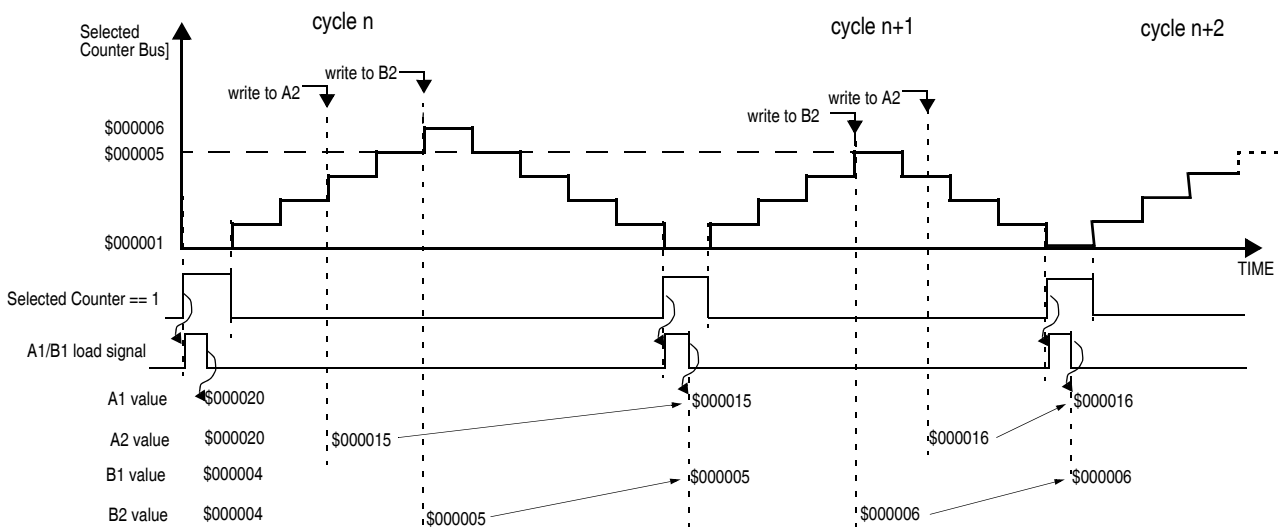 cycle n
cycle n+1
cycle n+2
Selected
Counter Bus]
write to A2
write to B2
write to B2
write to A2
$000006
$000005
$000001
TIME
Selected Counter == 1
A1/B1 load signal
A1 value $000020 $000015 $000016
A2 value $000020 $000015 $000016
B1 value $000004 $000005 $000006
B2 value $000004 $000005 $000006